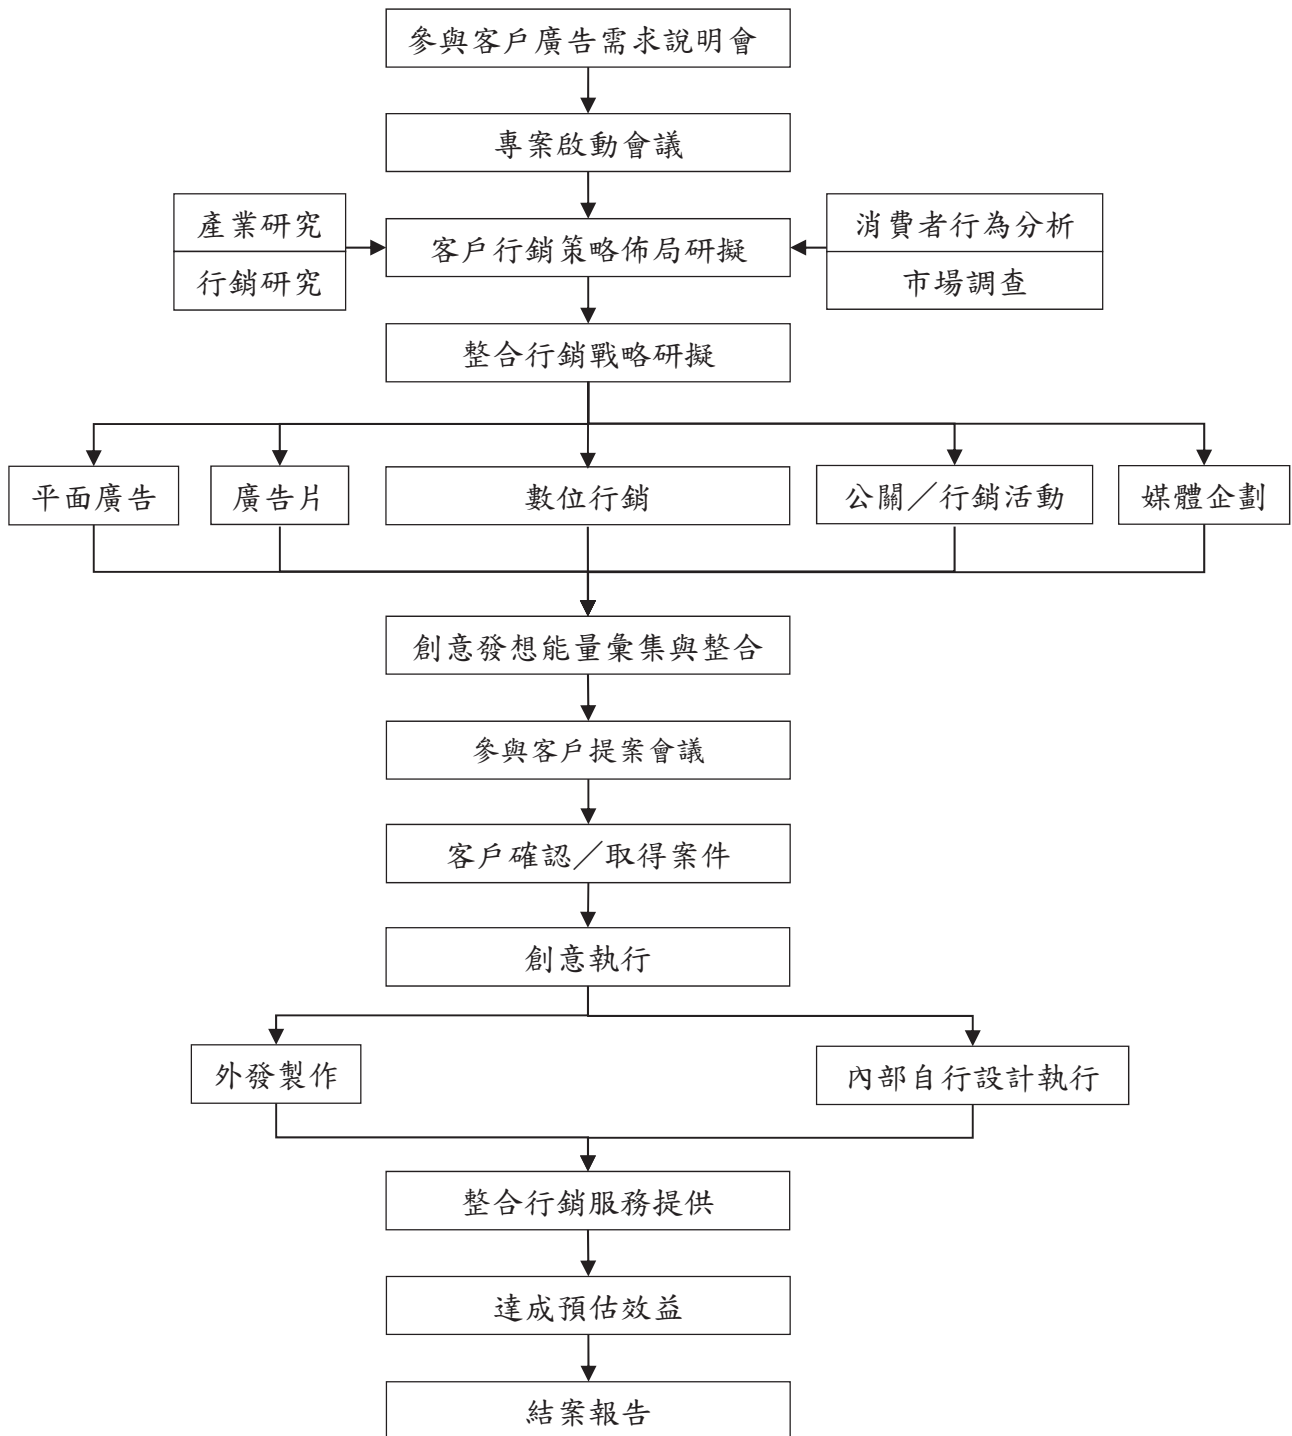 參與客戶廣告需求說明會
專案啟動會議
產業研究
行銷研究
客戶行銷策略佈局研擬
消費者行為分析
市場調查
整合行銷戰略研擬
平面廣告
廣告片
數位行銷
公關／行銷活動
媒體企劃
創意發想能量彙集與整合
參與客戶提案會議
客戶確認／取得案件
創意執行
外發製作
內部自行設計執行
整合行銷服務提供
達成預估效益
結案報告